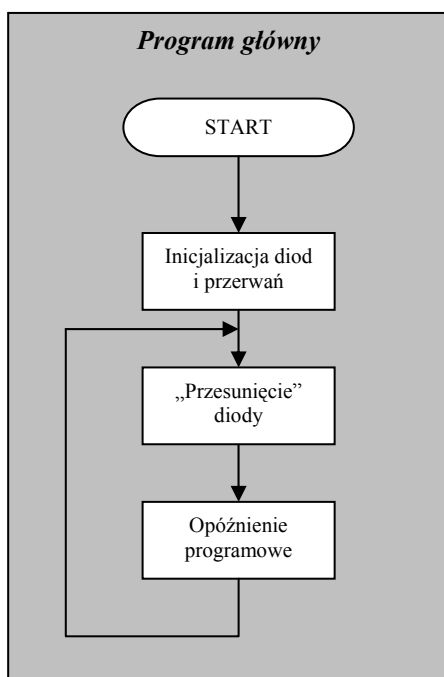 Program główny
START
Inicjalizacja diod
i przerwań
„Przesunięcie”
diody
Opóźnienie
programowe